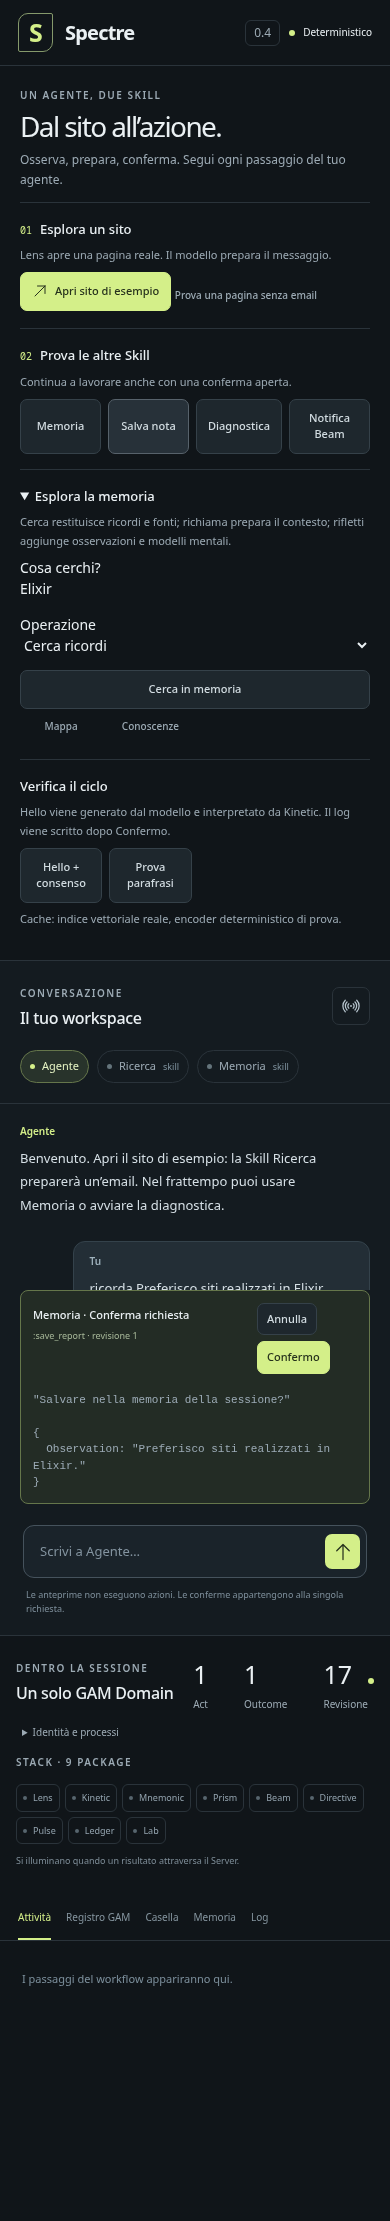 S Spectre
0.4
Deterministico
UN AGENTE, DUE SKILL
Dal sito all'azione.
Osserva, prepara, conferma. Segui ogni passaggio del tuo
agente.
01 Esplora un sito
Lens apre una pagina reale. Il modello prepara il messaggio.
Apri sito di esempio
Prova una pagina senza email
02 Prova le altre Skill
Continua a lavorare anche con una conferma aperta.
Memoria
Salva nota
Diagnostica
Notifica
Beam
▼ Esplora la memoria
Cerca restituisce ricordi e fonti; richiama prepara il contesto; rifletti
aggiunge osservazioni e modelli mentali.
Cosa cerchi?
Elixir
Operazione
Cerca ricordi
Cerca in memoria
Mappa
Conoscenze
Verifica il ciclo
Hello viene generato dal modello e interpretato da Kinetic. Il log
viene scritto dopo Confermo.
Hello +
consenso
Prova
parafrasi
Cache: indice vettoriale reale, encoder deterministico di prova.
CONVERSAZIONE
Il tuo workspace
Agente
Ricerca skill
Memoria skill
Agente
Benvenuto. Apri il sito di esempio: la Skill Ricerca
preparerà un'email. Nel frattempo puoi usare
Memoria o avviare la diagnostica.
Tu
ricorda Preferisco siti realizzati in Elixir
Memoria · Conferma richiesta
:save_report · revisione 1
Annulla
Confermo
"Salvare nella memoria della sessione?"
{
Observation: "Preferisco siti realizzati in
Elixir."
}
Scrivi a Agente...
Le anteprime non eseguono azioni. Le conferme appartengono alla singola
richiesta.
DENTRO LA SESSIONE
Un solo GAM Domain
1
Act
1
Outcome
17
Revisione
▶ Identità e processi
STACK · 9 PACKAGE
Lens
Kinetic
Mnemonic
Prism
Beam
Directive
Pulse
Ledger
Lab
Si illuminano quando un risultato attraversa il Server.
Attività
Registro GAM
Casella
Memoria
Log
I passaggi del workflow appariranno qui.